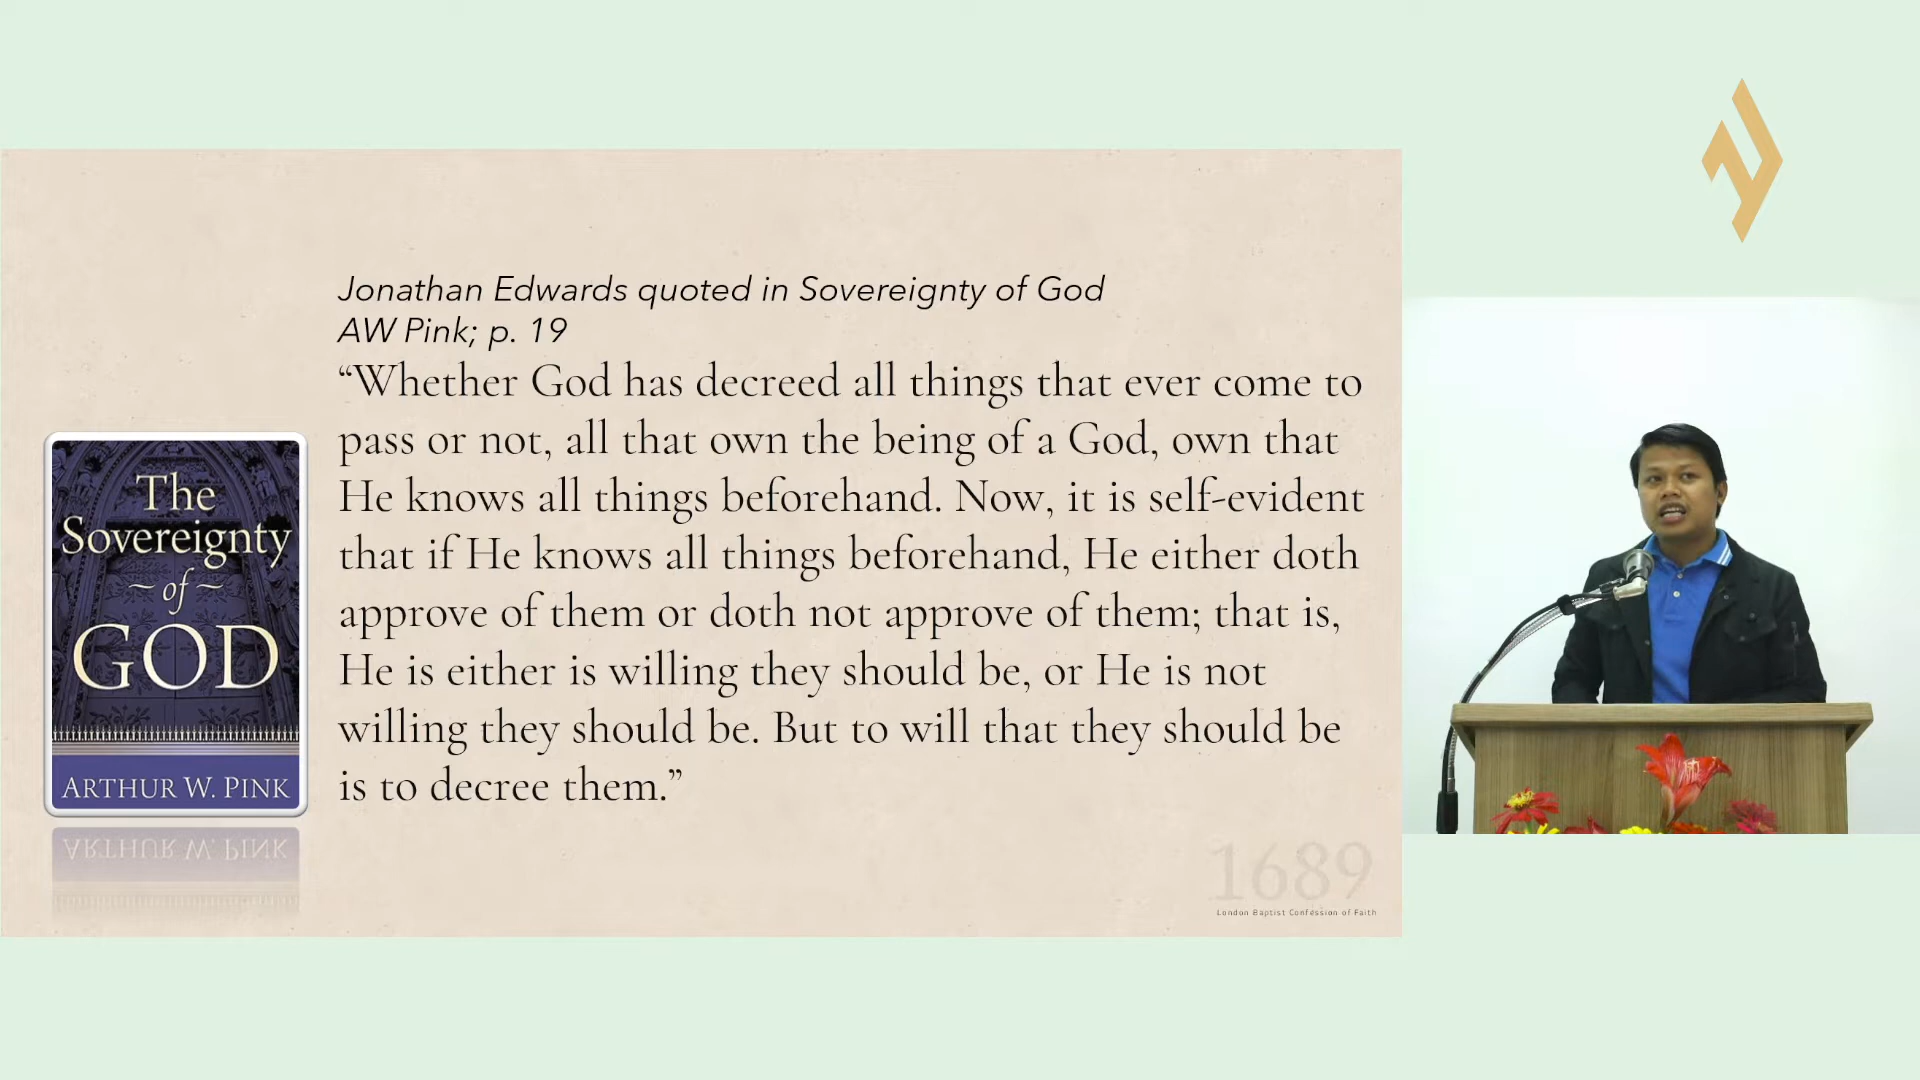 Jonathan Edwards quoted in Sovereignty of God
AW Pink; p. 19
“Whether God has decreed all things that ever come to
pass or not, all that own the being of a God, own that
He knows all things beforehand. Now, it is self-evident
that if He knows all things beforehand, He either doth
approve of them or doth not approve of them; that is,
He is either is willing they should be, or He is not
willing they should be. But to will that they should be
is to decree them.”
The
Sovereignty
~ of ~
GOD
ARTHUR W. PINK
1689
London Baptist Confession of Faith